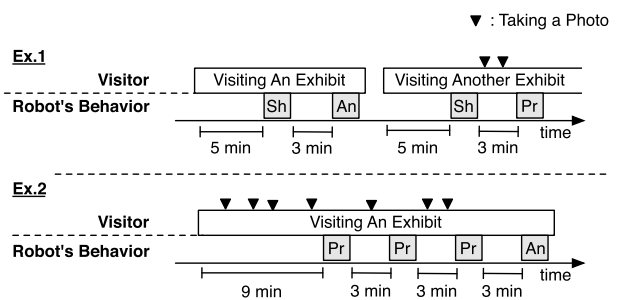 ▼ : Taking a Photo
Ex.1
Visitor Visiting An Exhibit Visiting Another Exhibit
Robot's Behavior Sh An Sh Pr
time
5 min 3 min 5 min 3 min
Ex.2
Visitor Visiting An Exhibit
Robot's Behavior Pr Pr Pr An
time
9 min 3 min 3 min 3 min